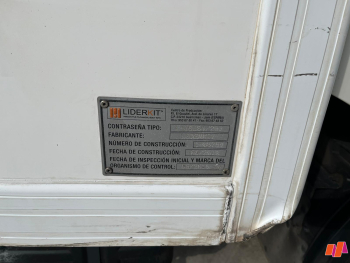 LIDERKIT
CONTRASEÑA TIPO:
FABRICANTE:
NÚMERO DE CONSTRUCCIÓN:
FECHA DE CONSTRUCCIÓN:
FECHA DE INSPECCIÓN INICIAL Y MARCA DEL
ORGANISMO DE CONTROL: